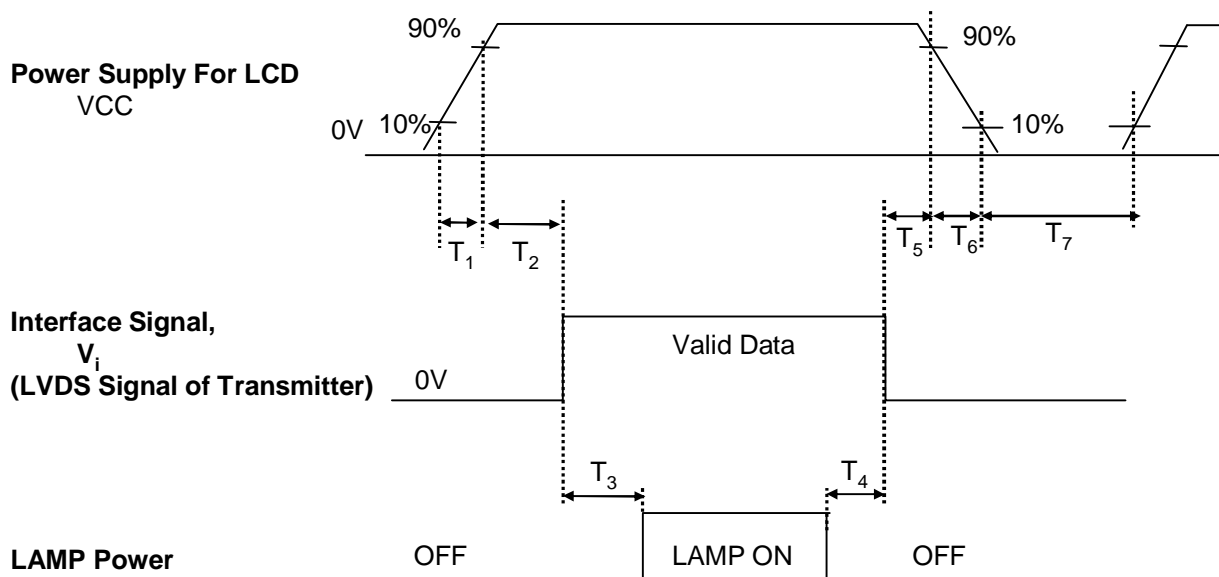 90%
90%
Power Supply For LCD
VCC
0V
10%
10%
T1
T2
T5
T6
T7
Interface Signal,
Vi
(LVDS Signal of Transmitter)
0V
Valid Data
T3
T4
LAMP Power
OFF
LAMP ON
OFF